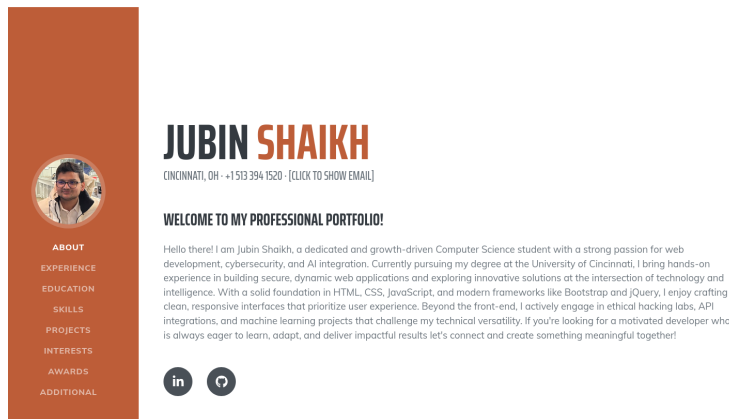 ABOUT
EXPERIENCE
EDUCATION
SKILLS
PROJECTS
INTERESTS
AWARDS
ADDITIONAL
JUBIN SHAIKH
CINCINNATI, OH · +1 513 394 1520 · [CLICK TO SHOW EMAIL]
WELCOME TO MY PROFESSIONAL PORTFOLIO!
Hello there! I am Jubin Shaikh, a dedicated and growth-driven Computer Science student with a strong passion for web
development, cybersecurity, and AI integration. Currently pursuing my degree at the University of Cincinnati, I bring hands-on
experience in building secure, dynamic web applications and exploring innovative solutions at the intersection of technology and
intelligence. With a solid foundation in HTML, CSS, JavaScript, and modern frameworks like Bootstrap and jQuery, I enjoy crafting
clean, responsive interfaces that prioritize user experience. Beyond the front-end, I actively engage in ethical hacking labs, API
integrations, and machine learning projects that challenge my technical versatility. If you're looking for a motivated developer who
is always eager to learn, adapt, and deliver impactful results let's connect and create something meaningful together!
in